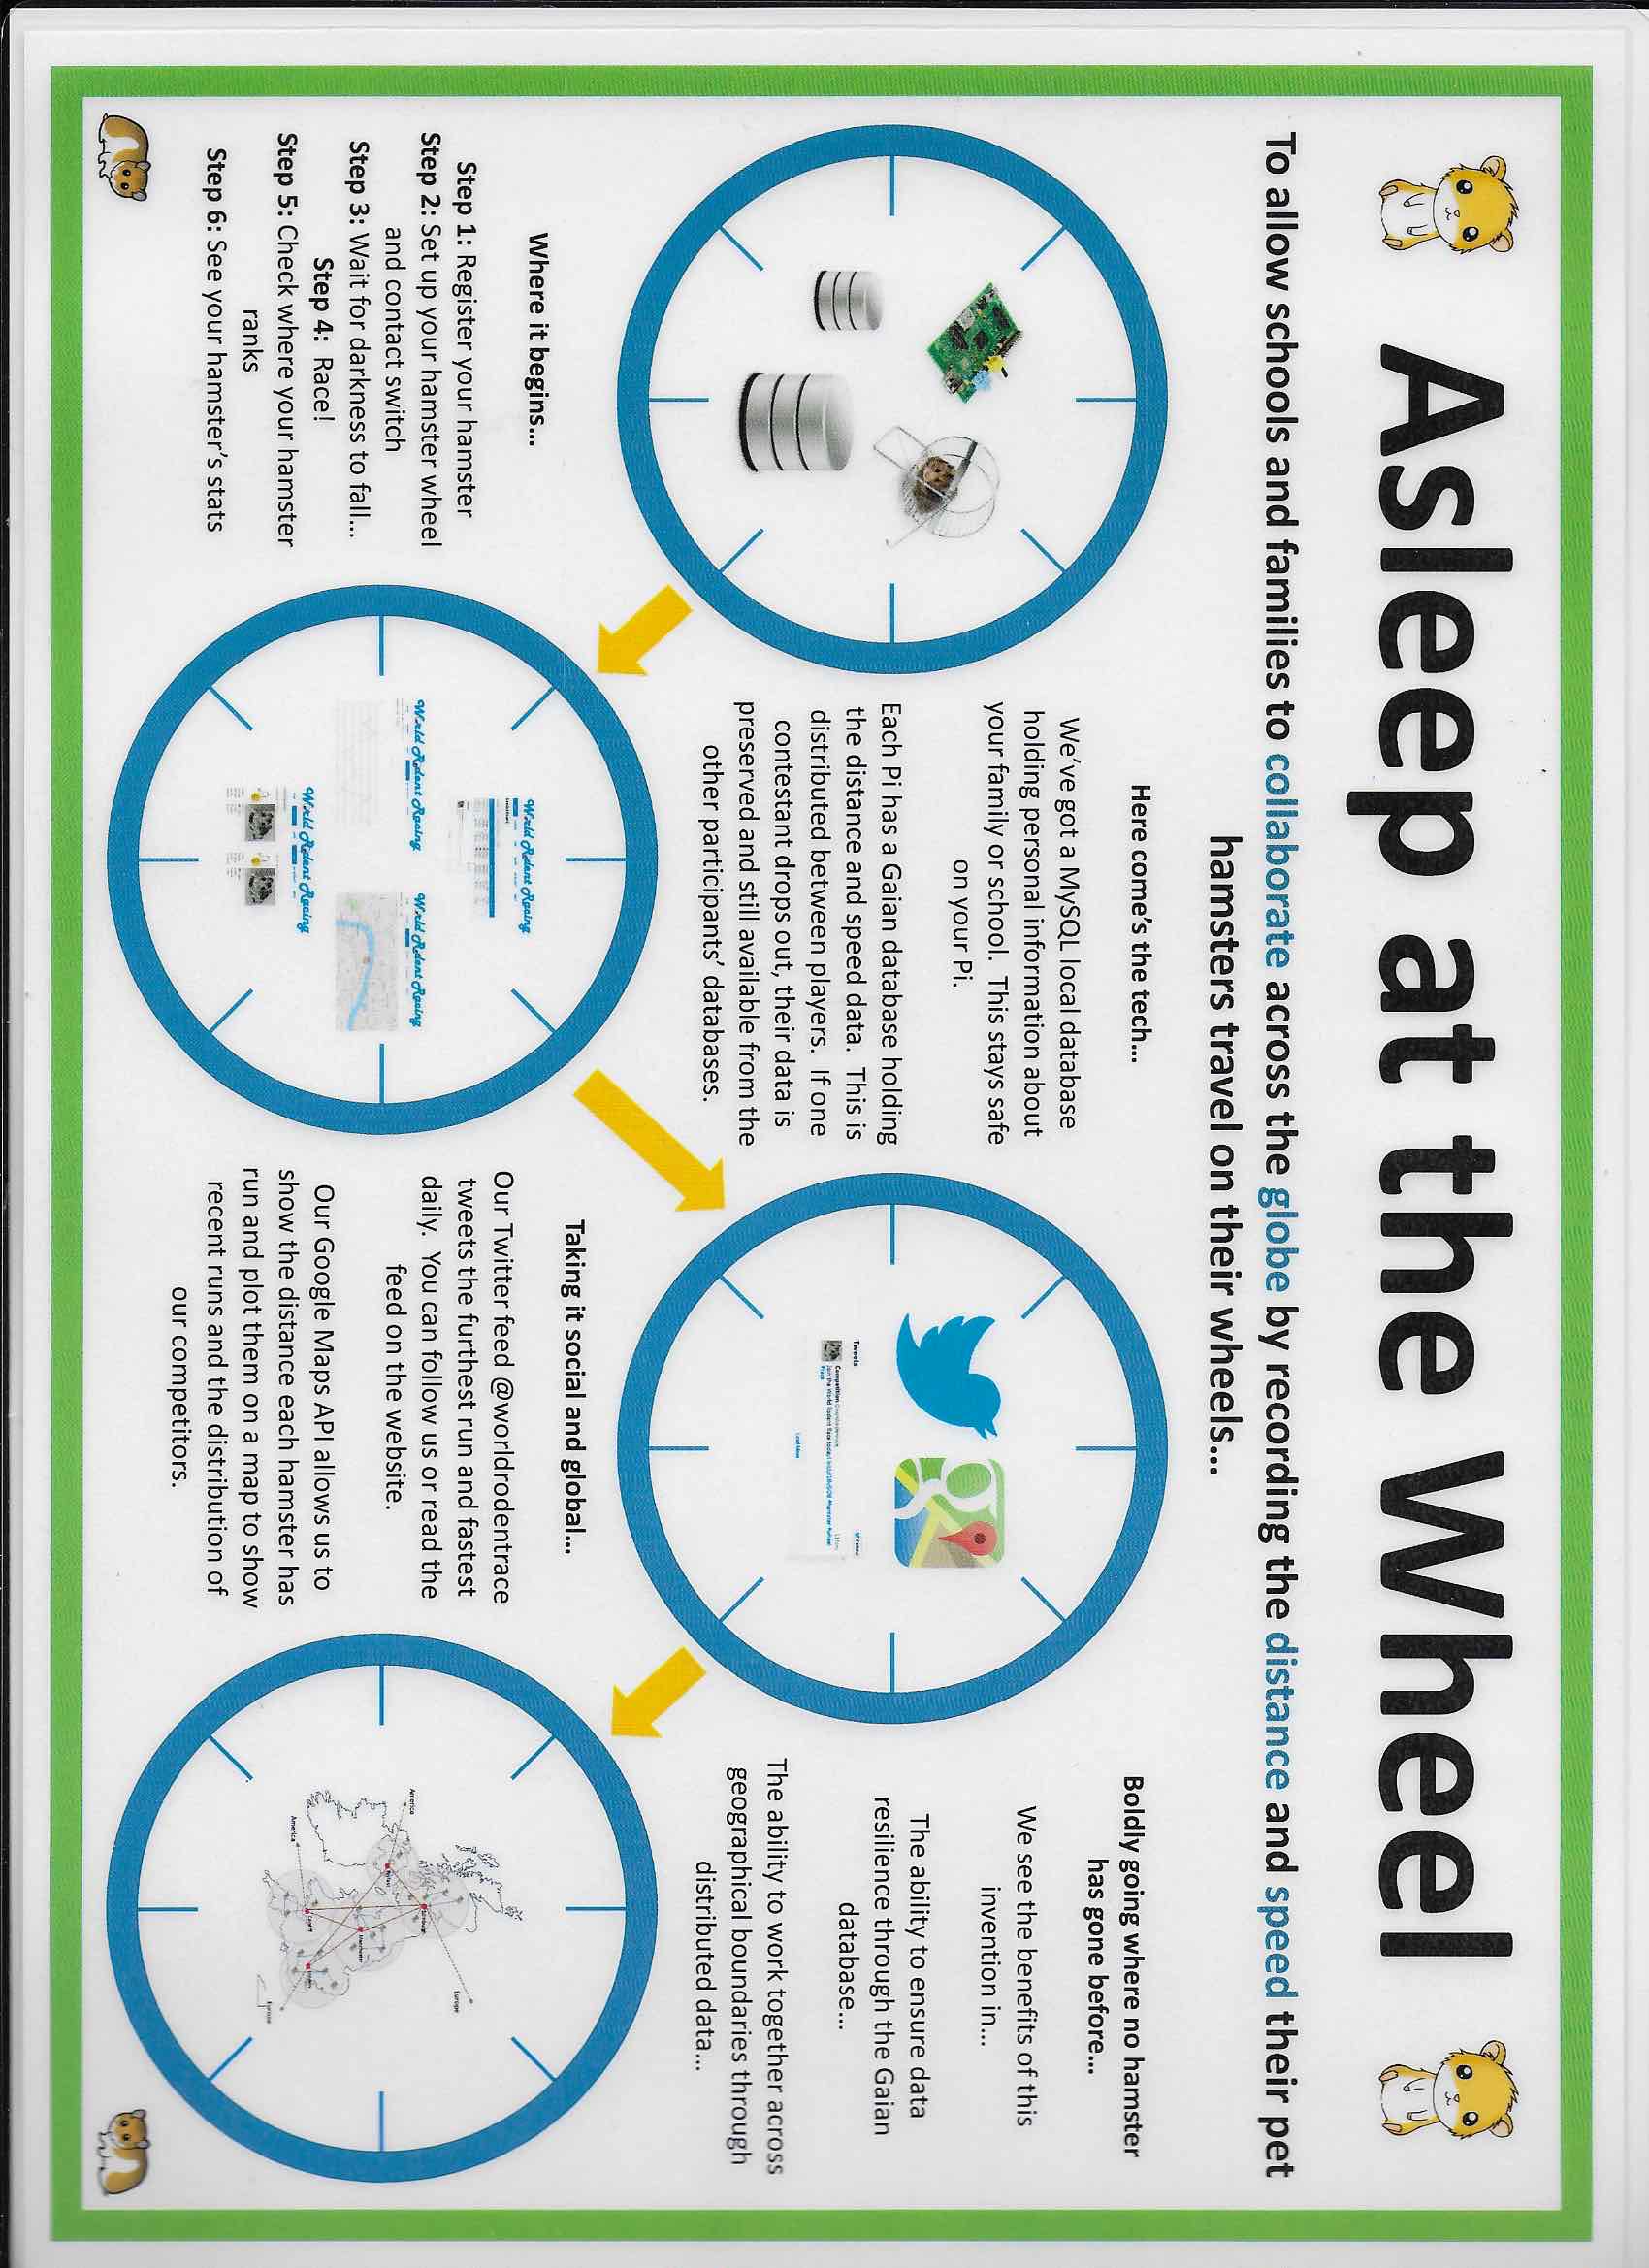 Asleep at the Wheel
To allow schools and families to collaborate across the globe by recording the distance and speed their pet
hamsters travel on their wheels...
Where it begins...
Step 1: Register your hamster
Step 2: Set up your hamster wheel
and contact switch
Step 3: Wait for darkness to fall...
Step 4:  Race!
Step 5: Check where your hamster
ranks
Step 6: See your hamster's stats
Here come's the tech...
We've got a MySQL local database
holding personal information about
your family or school.  This stays safe
on your Pi.
Each Pi has a Gaian database holding
the distance and speed data.  This is
distributed between players.  If one
contestant drops out, their data is
preserved and still available from the
other participants' databases.
World Rodent Racing
World Rodent Racing
World Rodent Racing
World Rodent Racing
Tweets
Taking it social and global...
Our Twitter feed @worldrodentrace
tweets the furthest run and fastest
daily.  You can follow us or read the
feed on the website.
Our Google Maps API allows us to
show the distance each hamster has
run and plot them on a map to show
recent runs and the distribution of
our competitors.
Boldly going where no hamster
has gone before...
We see the benefits of this
invention in...
The ability to ensure data
resilience through the Gaian
database...
The ability to work together across
geographical boundaries through
distributed data...
America
America
Europe
Europe